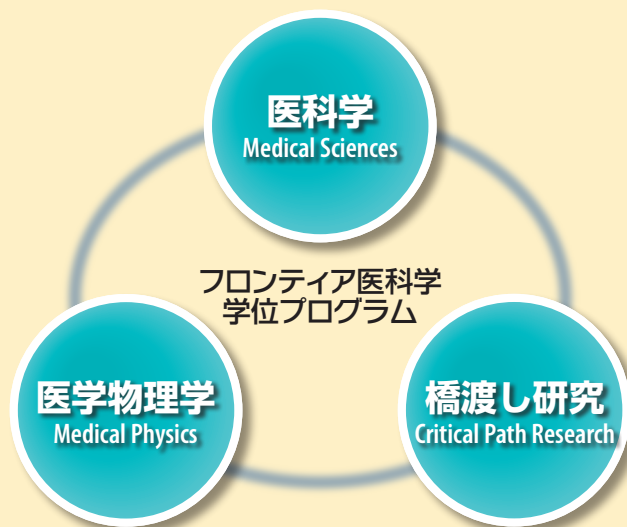 医科学
Medical Sciences
フロンティア医科学
学位プログラム
医学物理学
Medical Physics
橋渡し研究
Critical Path Research